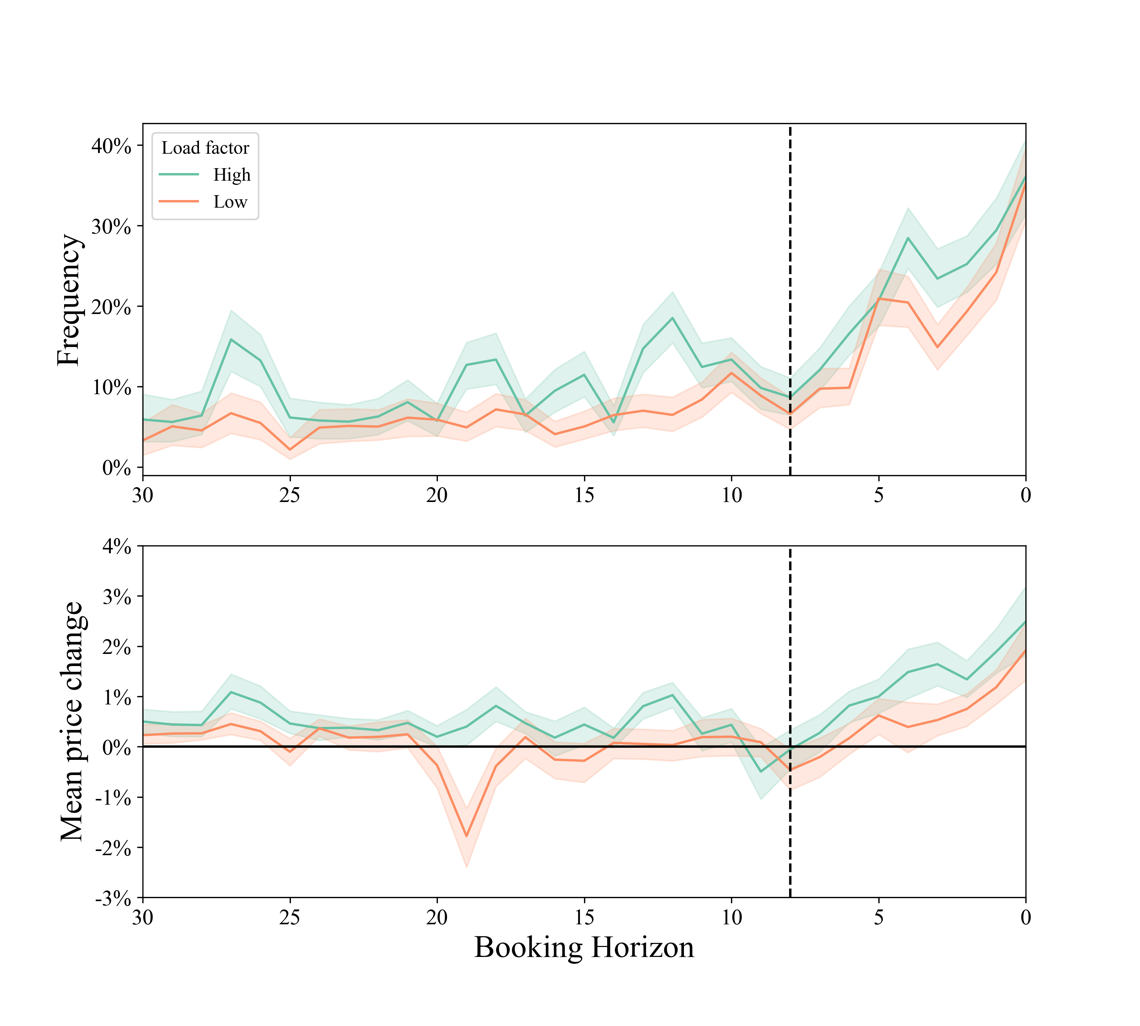 Load factor
High
Low
Frequency
40%
30%
20%
10%
0%
30 25 20 15 10 5 0
Mean price change
4%
3%
2%
1%
0%
-1%
-2%
-3%
30 25 20 15 10 5 0
Booking Horizon